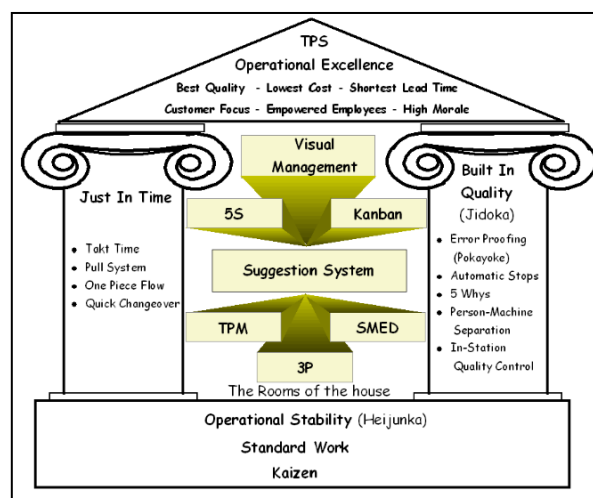 TPS
Operational Excellence
Best Quality - Lowest Cost - Shortest Lead Time
Customer Focus - Empowered Employees - High Morale
Just In Time
• Takt Time
• Pull System
• One Piece Flow
• Quick Changeover
Visual
Management
5S
Kanban
Suggestion System
TPM
SMED
3P
The Rooms of the house
Built In
Quality
(Jidoka)
• Error Proofing
(Pokayoke)
• Automatic Stops
• 5 Whys
• Person-Machine
Separation
• In-Station
Quality Control
Operational Stability (Heijunka)
Standard Work
Kaizen